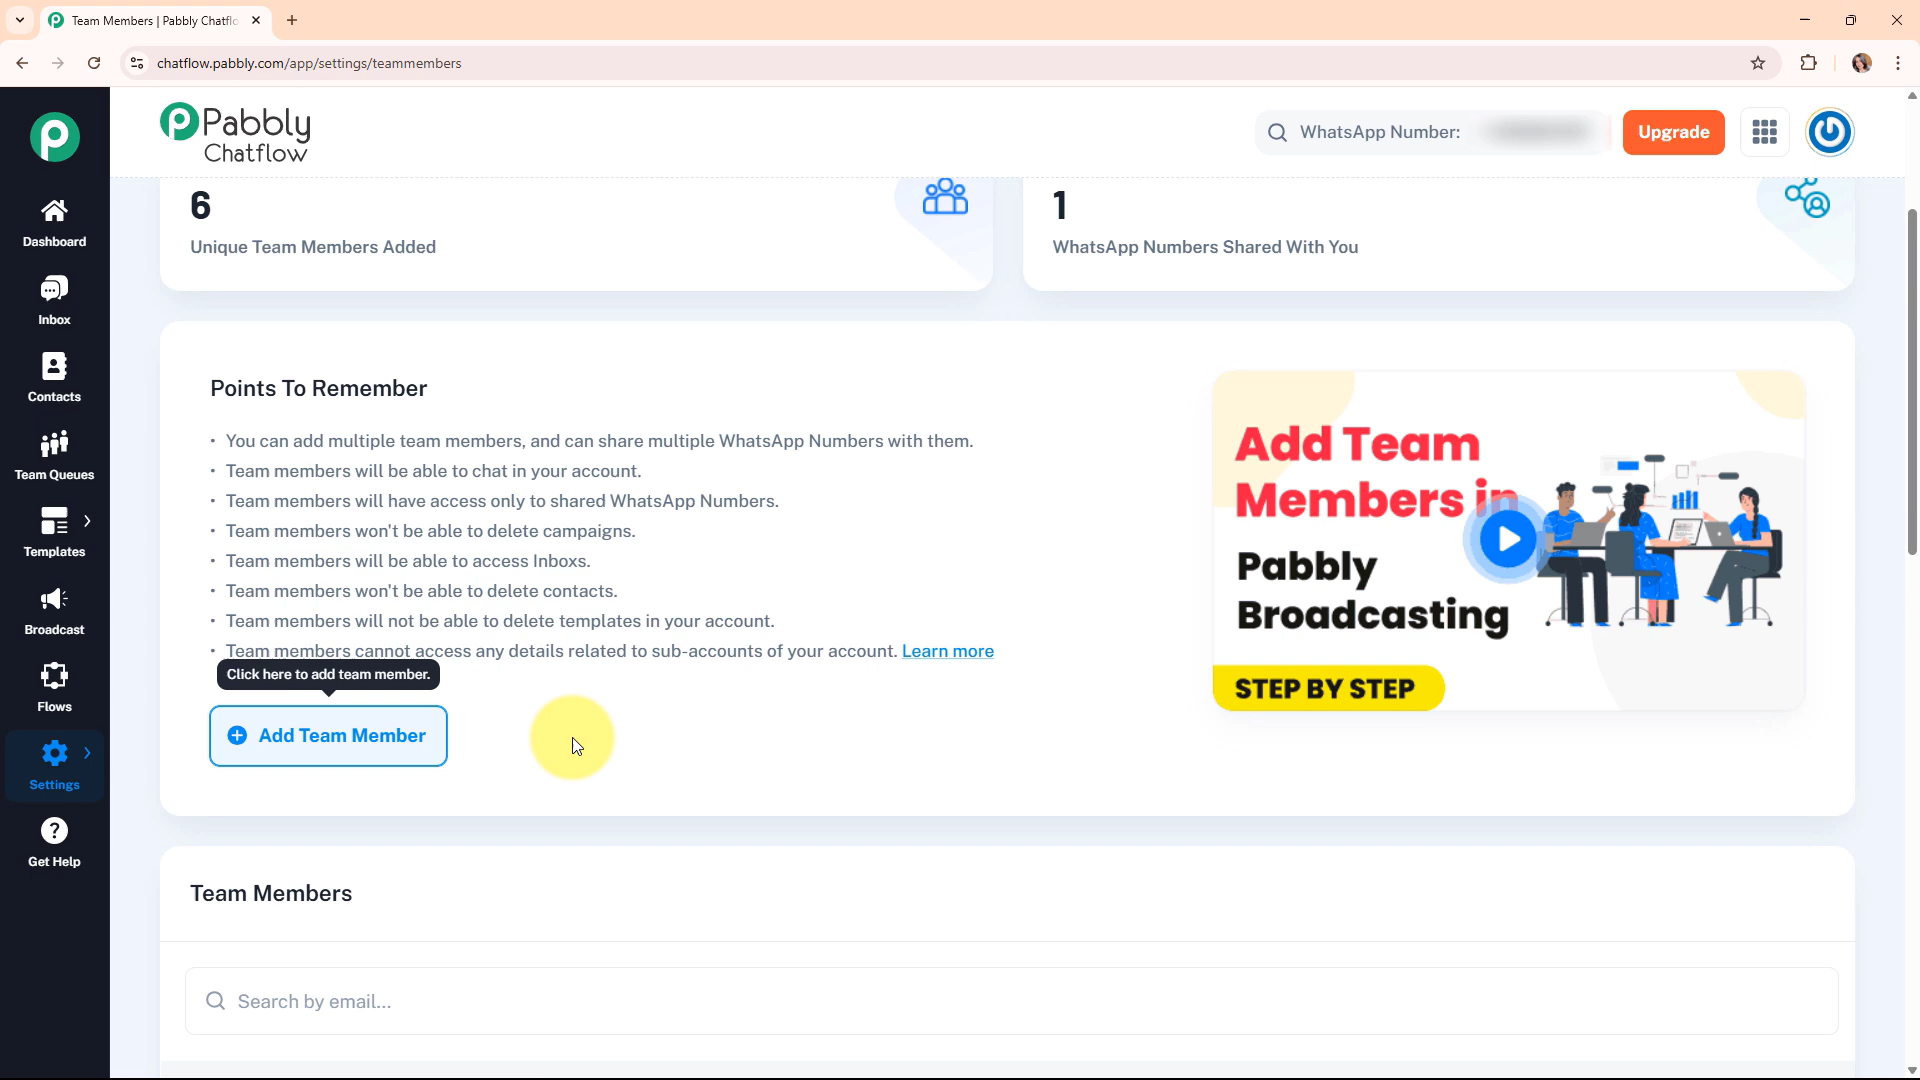 Team Members | Pabbly Chatflo
chatflow.pabbly.com/app/settings/teammembers
Pabbly
Chatflow
WhatsApp Number:
Upgrade
Dashboard
Inbox
Contacts
Team Queues
Templates
Broadcast
Flows
Settings
Get Help
6
Unique Team Members Added
1
WhatsApp Numbers Shared With You
Points To Remember
• You can add multiple team members, and can share multiple WhatsApp Numbers with them.
• Team members will be able to chat in your account.
• Team members will have access only to shared WhatsApp Numbers.
• Team members won't be able to delete campaigns.
• Team members will be able to access Inboxs.
• Team members won't be able to delete contacts.
• Team members will not be able to delete templates in your account.
• Team members cannot access any details related to sub-accounts of your account. Learn more
Click here to add team member.
Add Team Member
Add Team
Members in
Pabbly
Broadcasting
STEP BY STEP
Team Members
Search by email...